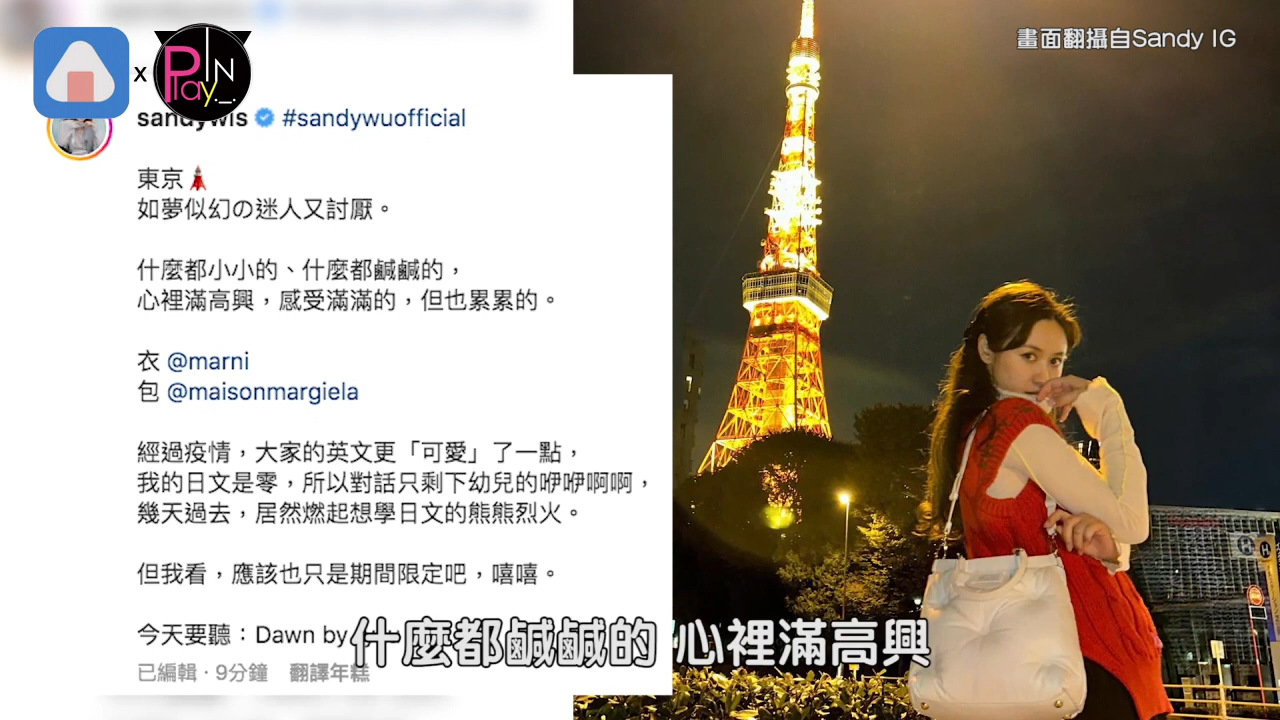 畫面翻攝自Sandy IG
x
PlayIN
sandywis #sandywuofficial
東京
如夢似幻の迷人又討厭。
什麼都小小的、什麼都鹹鹹的，
心裡滿高興，感受滿滿的，但也累累的。
衣 @marni
包 @maisonmargiela
經過疫情，大家的英文更「可愛」了一點，
我的日文是零，所以對話只剩下幼兒的咿咿啊啊，
幾天過去，居然燃起想學日文的熊熊烈火。
但我看，應該也只是期間限定吧，嘻嘻。
今天要聽：Dawn by
什麼都鹹鹹的 心裡滿高興
已編輯·9分鐘 翻譯年糕